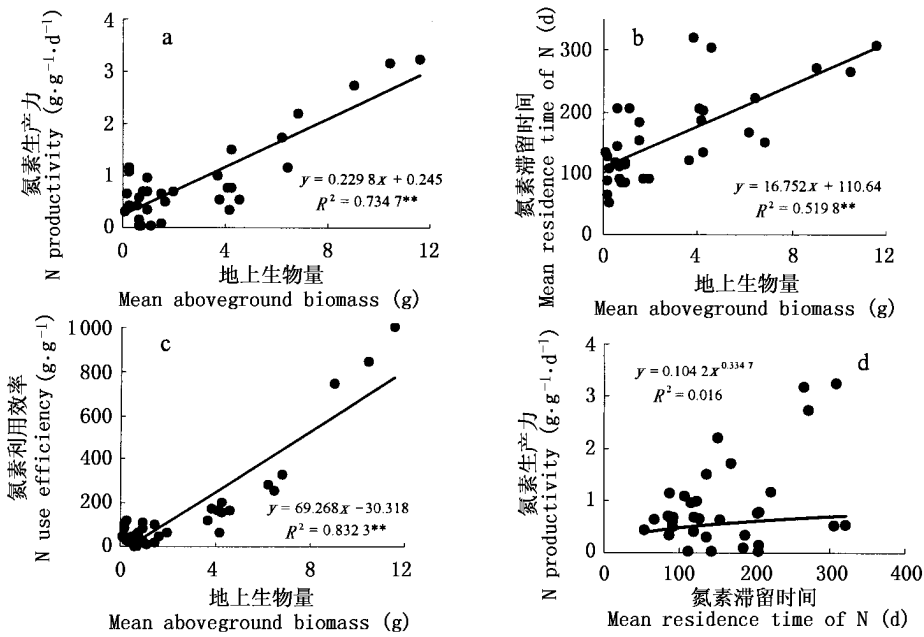 a
氮素生产力
N productivity (g·g⁻¹·d⁻¹)
4
3
2
1
0
y = 0.229 8x + 0.245
R² = 0.734 7**
0 4 8 12
地上生物量
Mean aboveground biomass (g)
b
氮素滞留时间
Mean residence time of N (d)
300
200
100
0
y = 16.752x + 110.64
R² = 0.519 8**
0 4 8 12
地上生物量
Mean aboveground biomass (g)
c
氮素利用效率
N use efficiency (g·g⁻¹)
1 000
800
600
400
200
0
y = 69.268x − 30.318
R² = 0.832 3**
0 4 8 12
地上生物量
Mean aboveground biomass (g)
d
氮素生产力
N productivity (g·g⁻¹·d⁻¹)
4
3
2
1
0
y = 0.104 2x^0.334 7
R² = 0.016
0 100 200 300 400
氮素滞留时间
Mean residence time of N (d)